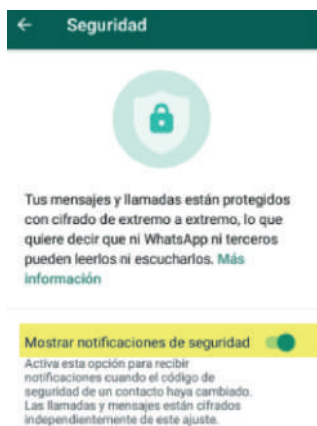 Seguridad
Tus mensajes y llamadas están protegidos
con cifrado de extremo a extremo, lo que
quiere decir que ni WhatsApp ni terceros
pueden leerlos ni escucharlos. Más
información
Mostrar notificaciones de seguridad
Activa esta opción para recibir
notificaciones cuando el código de
seguridad de un contacto haya cambiado.
Las llamadas y mensajes están cifrados
independientemente de este ajuste.